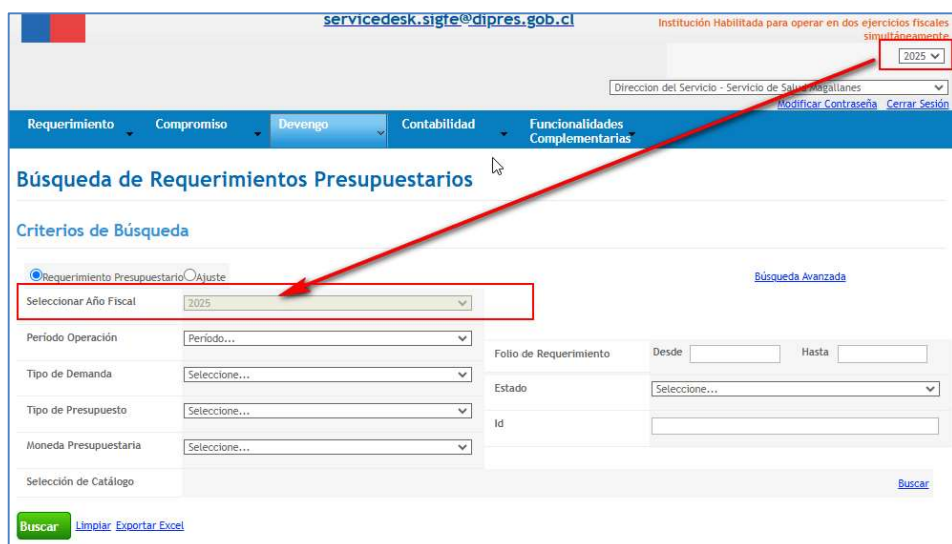 servicedesk.sigfe@dipres.gob.cl
Institución Habilitada para operar en dos ejercicios fiscales
simultáneamente
2025
Direccion del Servicio - Servicio de Salud Magallanes
Modificar Contraseña Cerrar Sesión
Requerimiento Compromiso Devengo Contabilidad Funcionalidades
Complementarias
Búsqueda de Requerimientos Presupuestarios
Criterios de Búsqueda
Requerimiento Presupuestario Ajuste Búsqueda Avanzada
Seleccionar Año Fiscal 2025
Período Operación Período...
Folio de Requerimiento Desde Hasta
Tipo de Demanda Seleccione...
Estado Seleccione...
Tipo de Presupuesto Seleccione...
Id
Moneda Presupuestaria Seleccione...
Selección de Catálogo Buscar
Buscar Limpiar Exportar Excel